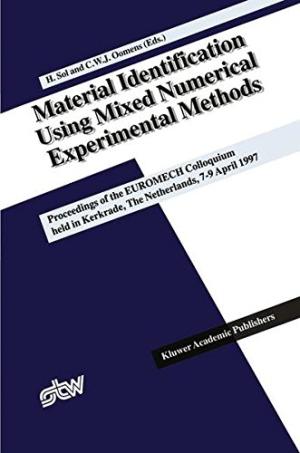 H. Sol and C.W.J. Oomens (Eds.)
Material Identification
Using Mixed Numerical
Experimental Methods
Proceedings of the EUROMECH Colloquium
held in Kerkrade, The Netherlands, 7-9 April 1997
Kluwer Academic Publishers
stw